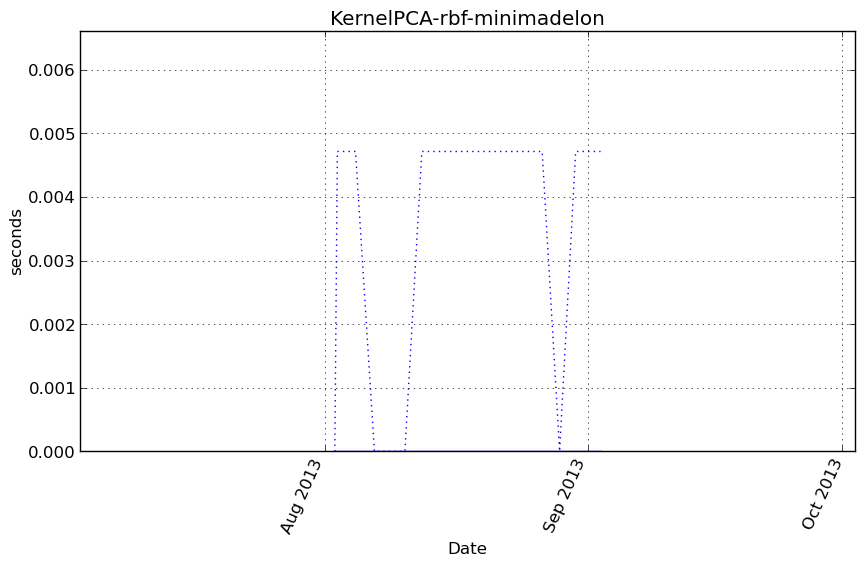 KernelPCA-rbf-minimadelon
0.006
0.005
0.004
0.003
0.002
0.001
0.000
seconds
Aug 2013
Sep 2013
Oct 2013
Date